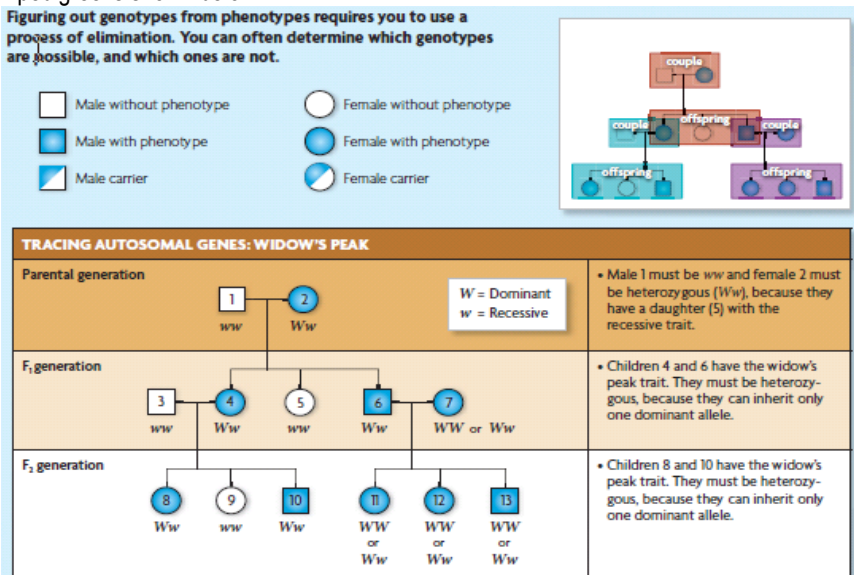 Figuring out genotypes from phenotypes requires you to use a
process of elimination. You can often determine which genotypes
are possible, and which ones are not.
Male without phenotype
Female without phenotype
Male with phenotype
Female with phenotype
Male carrier
Female carrier
couple
couple
offspring
couple
offspring
offspring
TRACING AUTOSOMAL GENES: WIDOW'S PEAK
Parental generation
1
2
ww
Ww
W = Dominant
w = Recessive
• Male 1 must be ww and female 2 must
be heterozygous (Ww), because they
have a daughter (5) with the
recessive trait.
F₁ generation
3
4
5
6
7
ww
Ww
ww
Ww
WW or Ww
• Children 4 and 6 have the widow's
peak trait. They must be heterozy-
gous, because they can inherit only
one dominant allele.
F₂ generation
8
9
10
11
12
13
Ww
ww
Ww
WW
or
Ww
WW
or
Ww
WW
or
Ww
• Children 8 and 10 have the widow's
peak trait. They must be heterozy-
gous, because they can inherit only
one dominant allele.